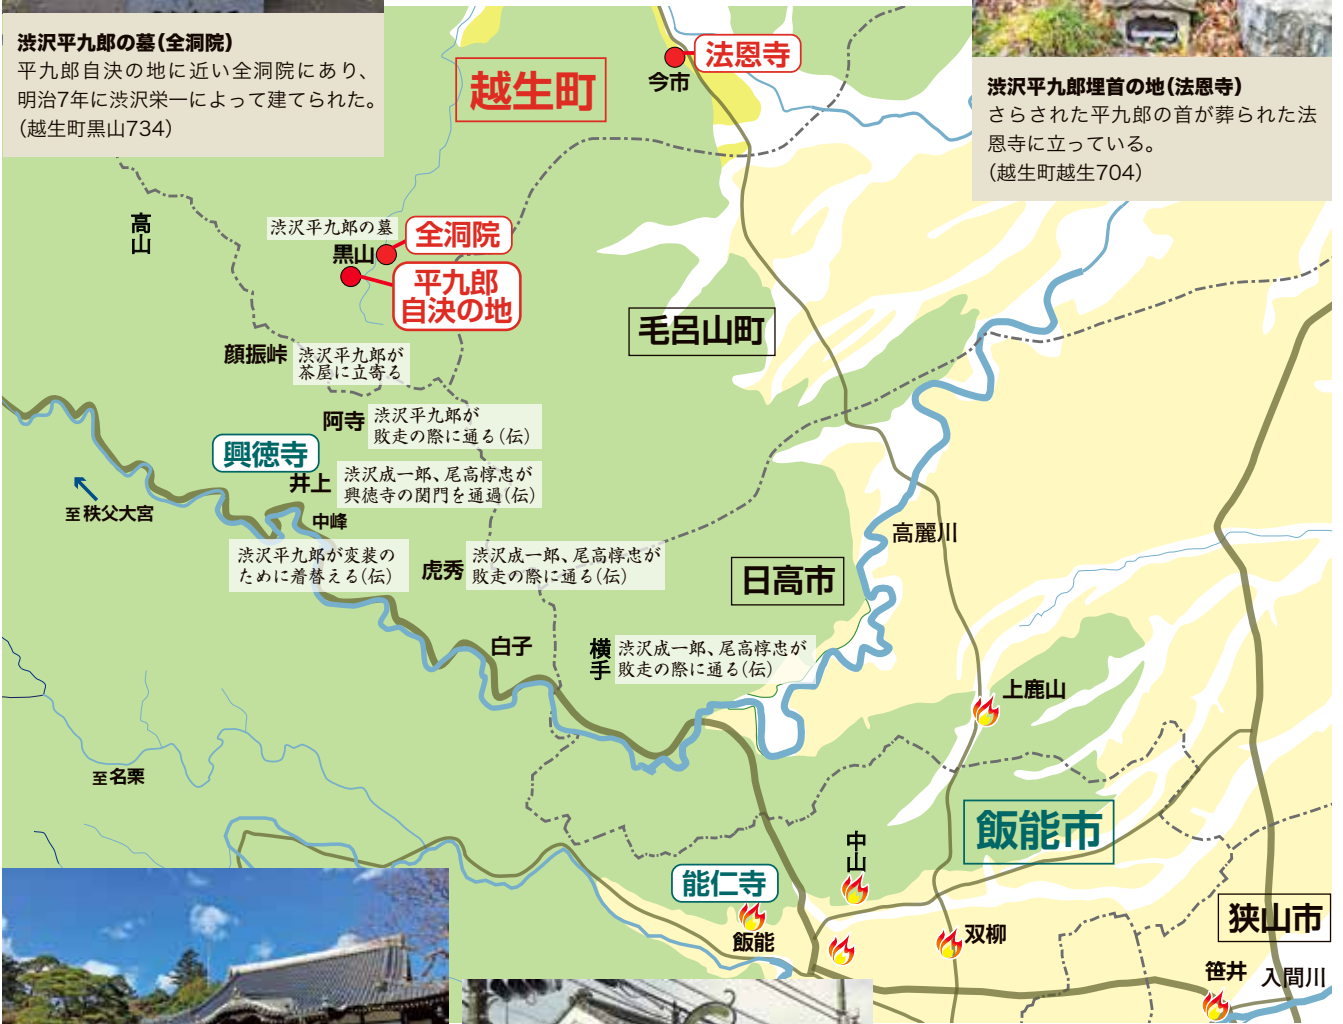 渋沢平九郎の墓(全洞院)
平九郎自決の地に近い全洞院にあり、
明治7年に渋沢栄一によって建てられた。
(越生町黒山734)
越生町
法恩寺
今市
渋沢平九郎埋首の地(法恩寺)
さらされた平九郎の首が葬られた法
恩寺に立っている。
(越生町越生704)
高山
渋沢平九郎の墓
全洞院
黒山
平九郎
自決の地
毛呂山町
顔振峠
渋沢平九郎が
茶屋に立寄る
阿寺
渋沢平九郎が
敗走の際に通る(伝)
興徳寺
井上
渋沢成一郎、尾高惇忠が
興徳寺の関門を通過(伝)
至秩父大宮
中峰
渋沢平九郎が変装の
ために着替える(伝)
虎秀
渋沢成一郎、尾高惇忠が
敗走の際に通る(伝)
高麗川
日高市
白子
横手
渋沢成一郎、尾高惇忠が
敗走の際に通る(伝)
上鹿山
至名栗
飯能市
中山
能仁寺
飯能
双柳
狭山市
笹井
入間川